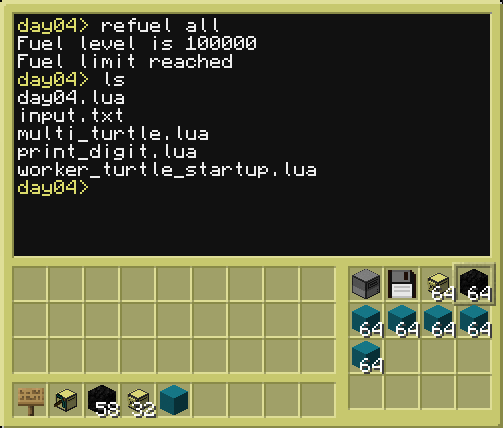 day04> refuel all
Fuel level is 100000
Fuel limit reached
day04> ls
day04.lua
input.txt
multi_turtle.lua
print_digit.lua
worker_turtle_startup.lua
day04>
64 64
64 64 64 64
64
58 32